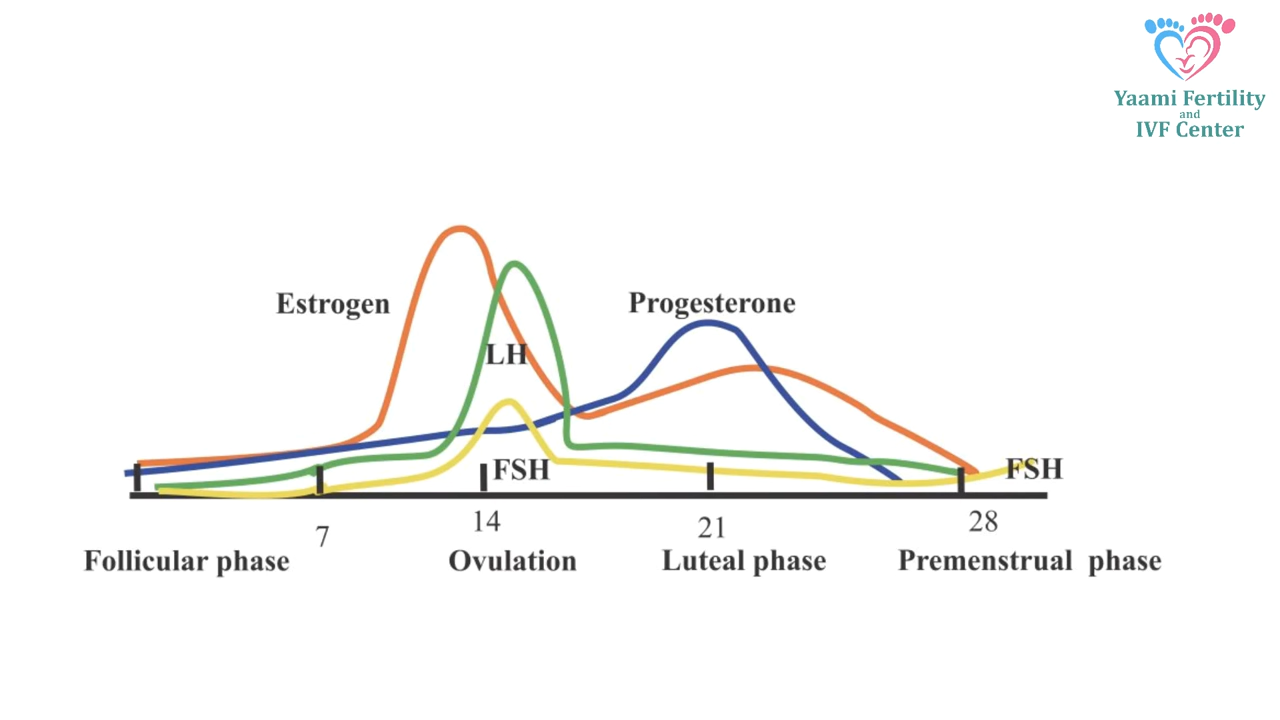 Yaami Fertility
and
IVF Center
Estrogen
Progesterone
LH
FSH
FSH
7
14
21
28
Follicular phase
Ovulation
Luteal phase
Premenstrual phase